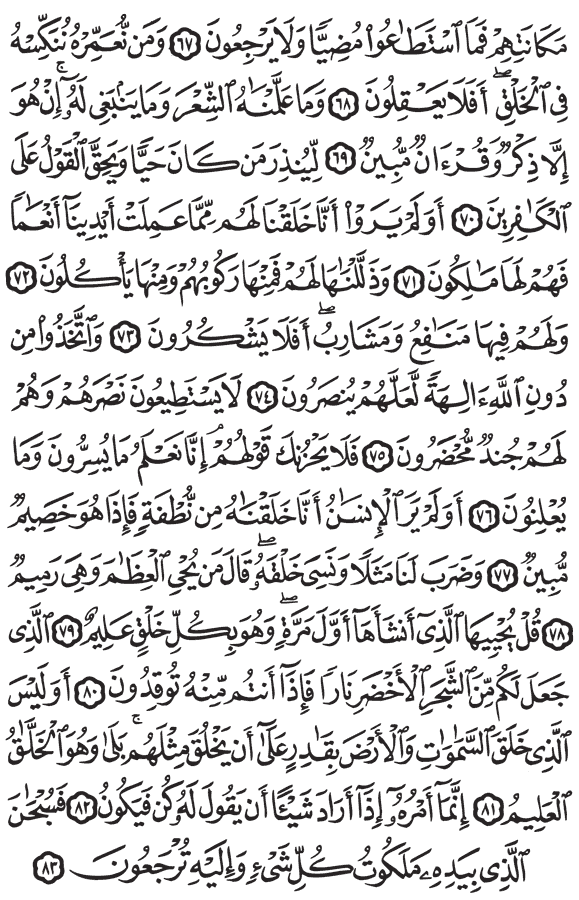 مَكَانَتِهِمْ فَمَا ٱسْتَطَٰعُوا۟ مُضِيًّا وَلَا يَرْجِعُونَ ٦٧ وَمَن نُّعَمِّرْهُ نُنَكِّسْهُ
فِى ٱلْخَلْقِ ۖ أَفَلَا يَعْقِلُونَ ٦٨ وَمَا عَلَّمْنَٰهُ ٱلشِّعْرَ وَمَا يَنۢبَغِى لَهُۥٓ ۚ إِنْ هُوَ
إِلَّا ذِكْرٌ وَقُرْءَانٌ مُّبِينٌ ٦٩ لِّيُنذِرَ مَن كَانَ حَيًّا وَيَحِقَّ ٱلْقَوْلُ عَلَى
ٱلْكَٰفِرِينَ ٧٠ أَوَلَمْ يَرَوْا۟ أَنَّا خَلَقْنَا لَهُم مِّمَّا عَمِلَتْ أَيْدِينَآ أَنْعَٰمًا
فَهُمْ لَهَا مَٰلِكُونَ ٧١ وَذَلَّلْنَٰهَا لَهُمْ فَمِنْهَا رَكُوبُهُمْ وَمِنْهَا يَأْكُلُونَ ٧٢
وَلَهُمْ فِيهَا مَنَٰفِعُ وَمَشَارِبُ ۖ أَفَلَا يَشْكُرُونَ ٧٣ وَٱتَّخَذُوا۟ مِن
دُونِ ٱللَّهِ ءَالِهَةً لَّعَلَّهُمْ يُنصَرُونَ ٧٤ لَا يَسْتَطِيعُونَ نَصْرَهُمْ وَهُمْ
لَهُمْ جُندٌ مُّحْضَرُونَ ٧٥ فَلَا يَحْزُنكَ قَوْلُهُمْ ۘ إِنَّا نَعْلَمُ مَا يُسِرُّونَ وَمَا
يُعْلِنُونَ ٧٦ أَوَلَمْ يَرَ ٱلْإِنسَٰنُ أَنَّا خَلَقْنَٰهُ مِن نُّطْفَةٍ فَإِذَا هُوَ خَصِيمٌ
مُّبِينٌ ٧٧ وَضَرَبَ لَنَا مَثَلًا وَنَسِىَ خَلْقَهُۥ ۖ قَالَ مَن يُحْىِ ٱلْعِظَٰمَ وَهِىَ رَمِيمٌ
٧٨ قُلْ يُحْيِيهَا ٱلَّذِىٓ أَنشَأَهَآ أَوَّلَ مَرَّةٍ ۖ وَهُوَ بِكُلِّ خَلْقٍ عَلِيمٌ ٧٩ ٱلَّذِى
جَعَلَ لَكُم مِّنَ ٱلشَّجَرِ ٱلْأَخْضَرِ نَارًا فَإِذَآ أَنتُم مِّنْهُ تُوقِدُونَ ٨٠ أَوَلَيْسَ
ٱلَّذِى خَلَقَ ٱلسَّمَٰوَٰتِ وَٱلْأَرْضَ بِقَٰدِرٍ عَلَىٰٓ أَن يَخْلُقَ مِثْلَهُم ۚ بَلَىٰ وَهُوَ ٱلْخَلَّٰقُ
ٱلْعَلِيمُ ٨١ إِنَّمَآ أَمْرُهُۥٓ إِذَآ أَرَادَ شَيْـًٔا أَن يَقُولَ لَهُۥ كُن فَيَكُونُ ٨٢ فَسُبْحَٰنَ
ٱلَّذِى بِيَدِهِۦ مَلَكُوتُ كُلِّ شَىْءٍ وَإِلَيْهِ تُرْجَعُونَ ٨٣